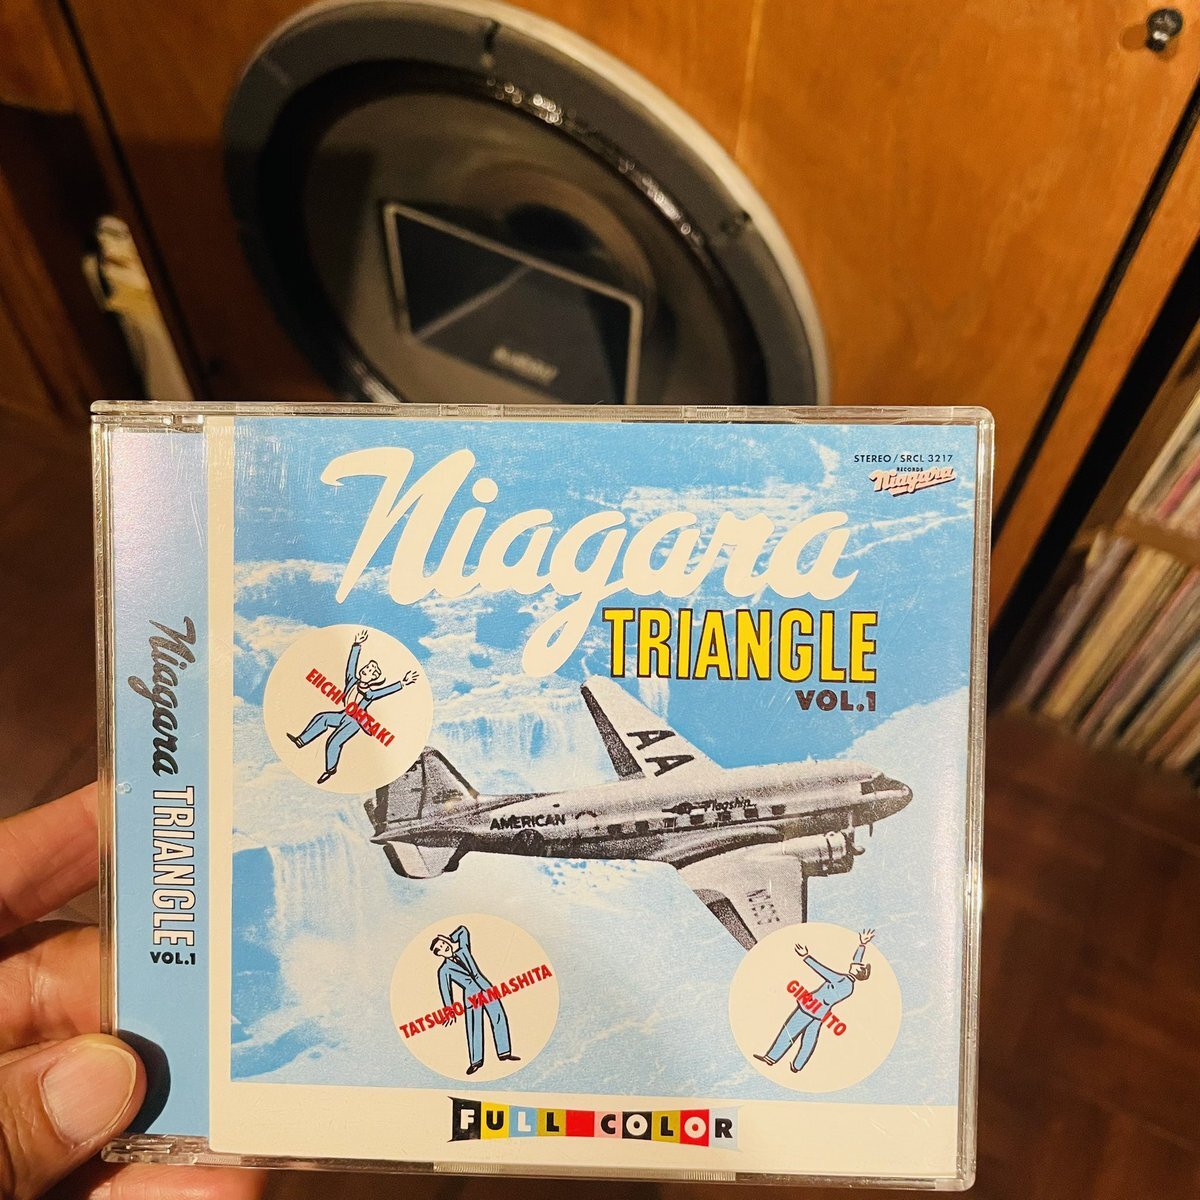 STEREO/SRCL 3217
RECORDS
Niagara
Niagara
TRIANGLE
VOL.1
EIICHI OHTAKI
AA
AMERICAN
Flagship
TATSURO YAMASHITA
GINJI ITO
FULL COLOR
Niagara TRIANGLE
VOL.1